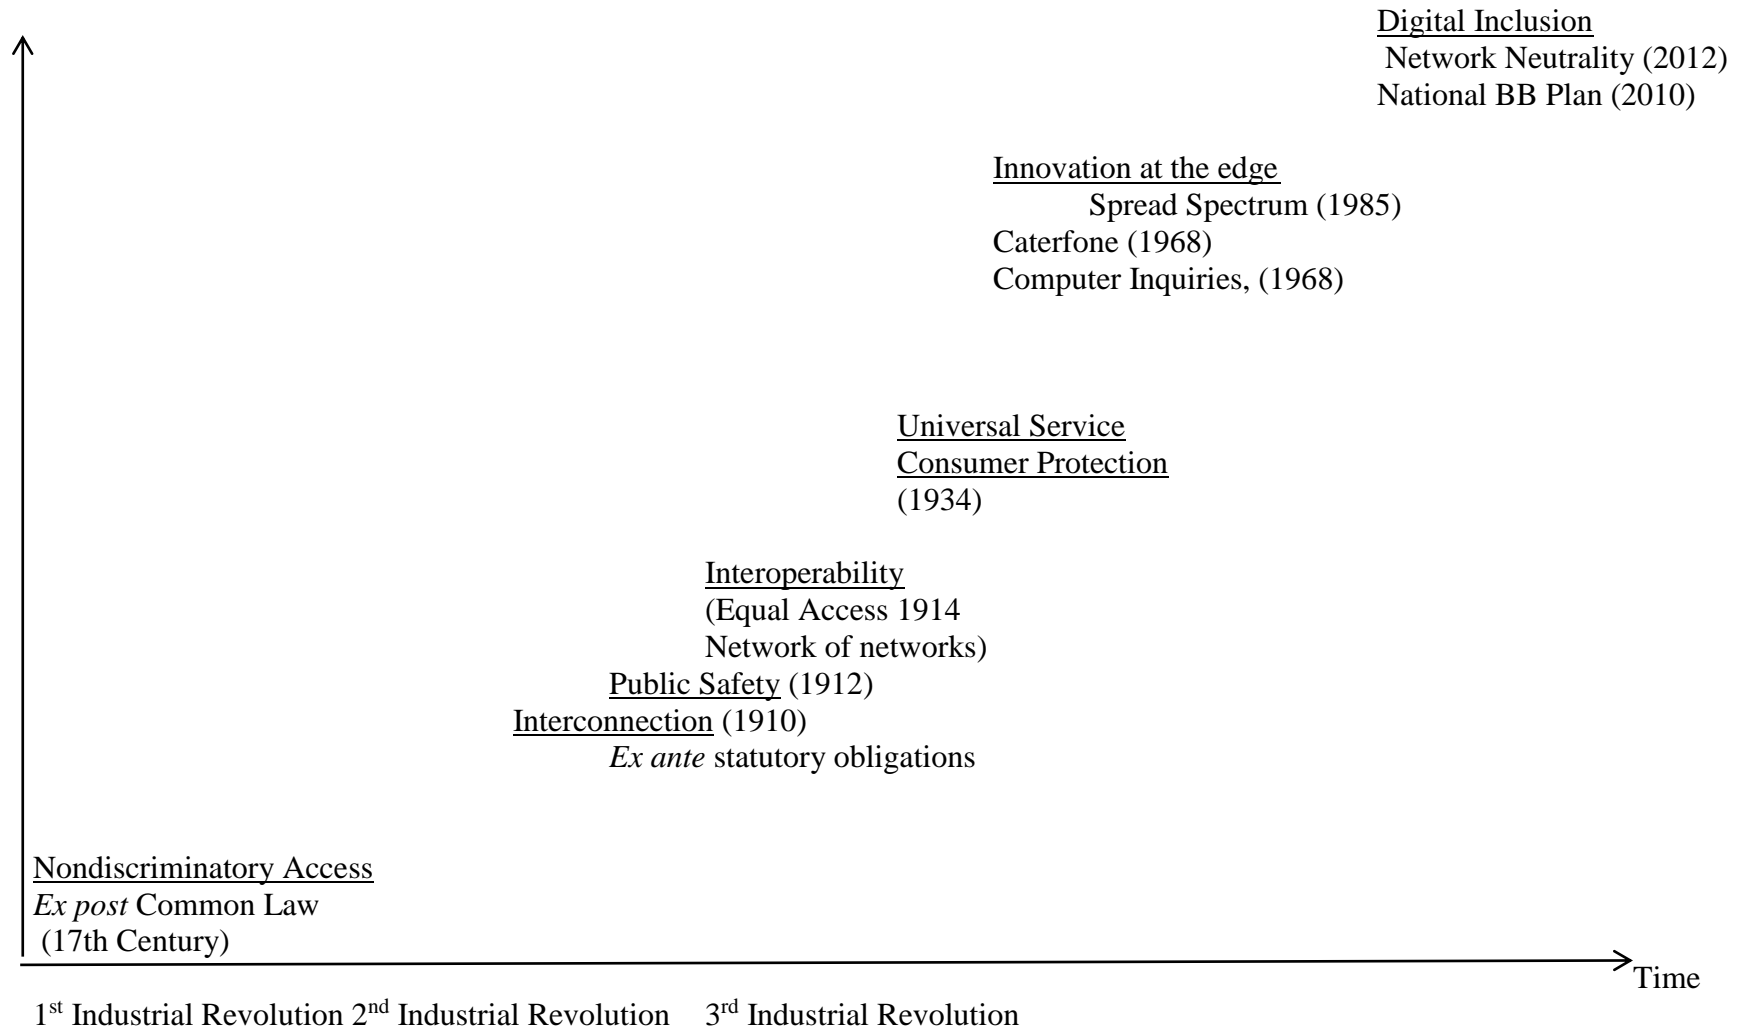 Digital Inclusion
Network Neutrality (2012)
National BB Plan (2010)
Innovation at the edge
Spread Spectrum (1985)
Caterfone (1968)
Computer Inquiries, (1968)
Universal Service
Consumer Protection
(1934)
Interoperability
(Equal Access 1914
Network of networks)
Public Safety (1912)
Interconnection (1910)
Ex ante statutory obligations
Nondiscriminatory Access
Ex post Common Law
(17th Century)
Time
1st Industrial Revolution 2nd Industrial Revolution 3rd Industrial Revolution